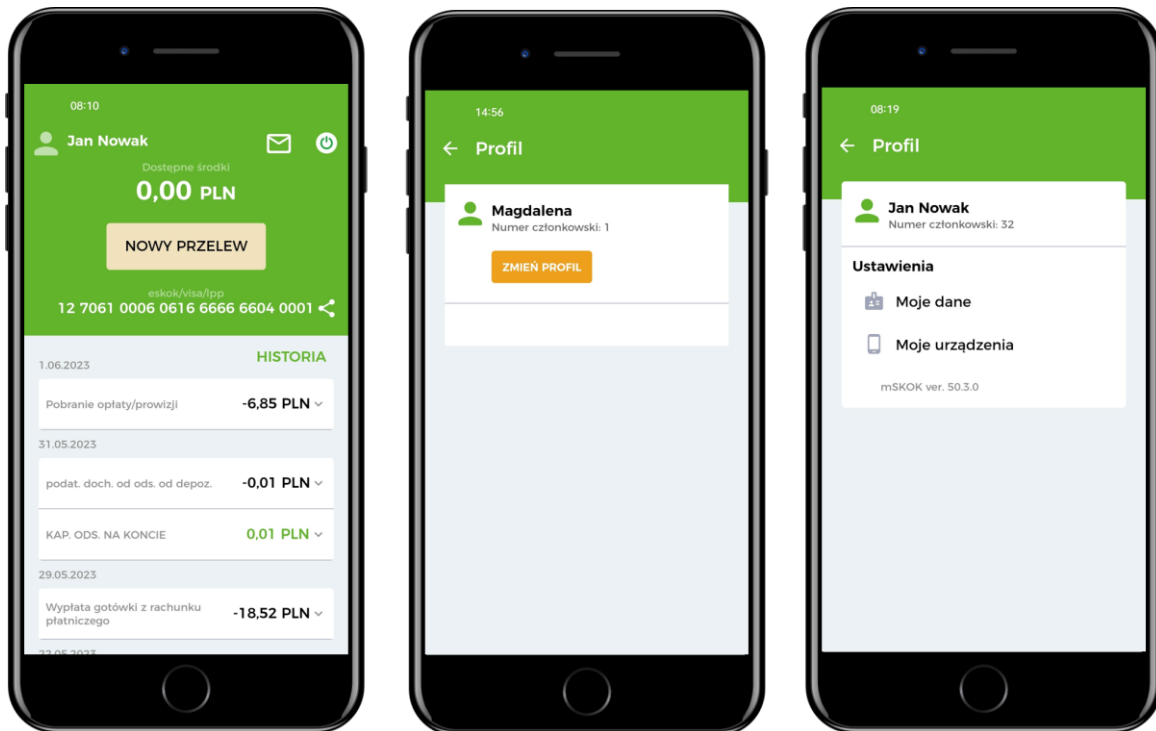 08:10
Jan Nowak
Dostępne środki
0,00 PLN
NOWY PRZELEW
eskok/visa/lpp
12 7061 0006 0616 6666 6604 0001
1.06.2023
HISTORIA
Pobranie opłaty/prowizji
-6,85 PLN
31.05.2023
podat. doch. od ods. od depoz.
-0,01 PLN
KAP. ODS. NA KONCIE
0,01 PLN
29.05.2023
Wypłata gotówki z rachunku
płatniczego
-18,52 PLN
22.05.2023
14:56
Profil
Magdalena
Numer członkowski: 1
ZMIEŃ PROFIL
08:19
Profil
Jan Nowak
Numer członkowski: 32
Ustawienia
Moje dane
Moje urządzenia
mSKOK ver. 50.3.0